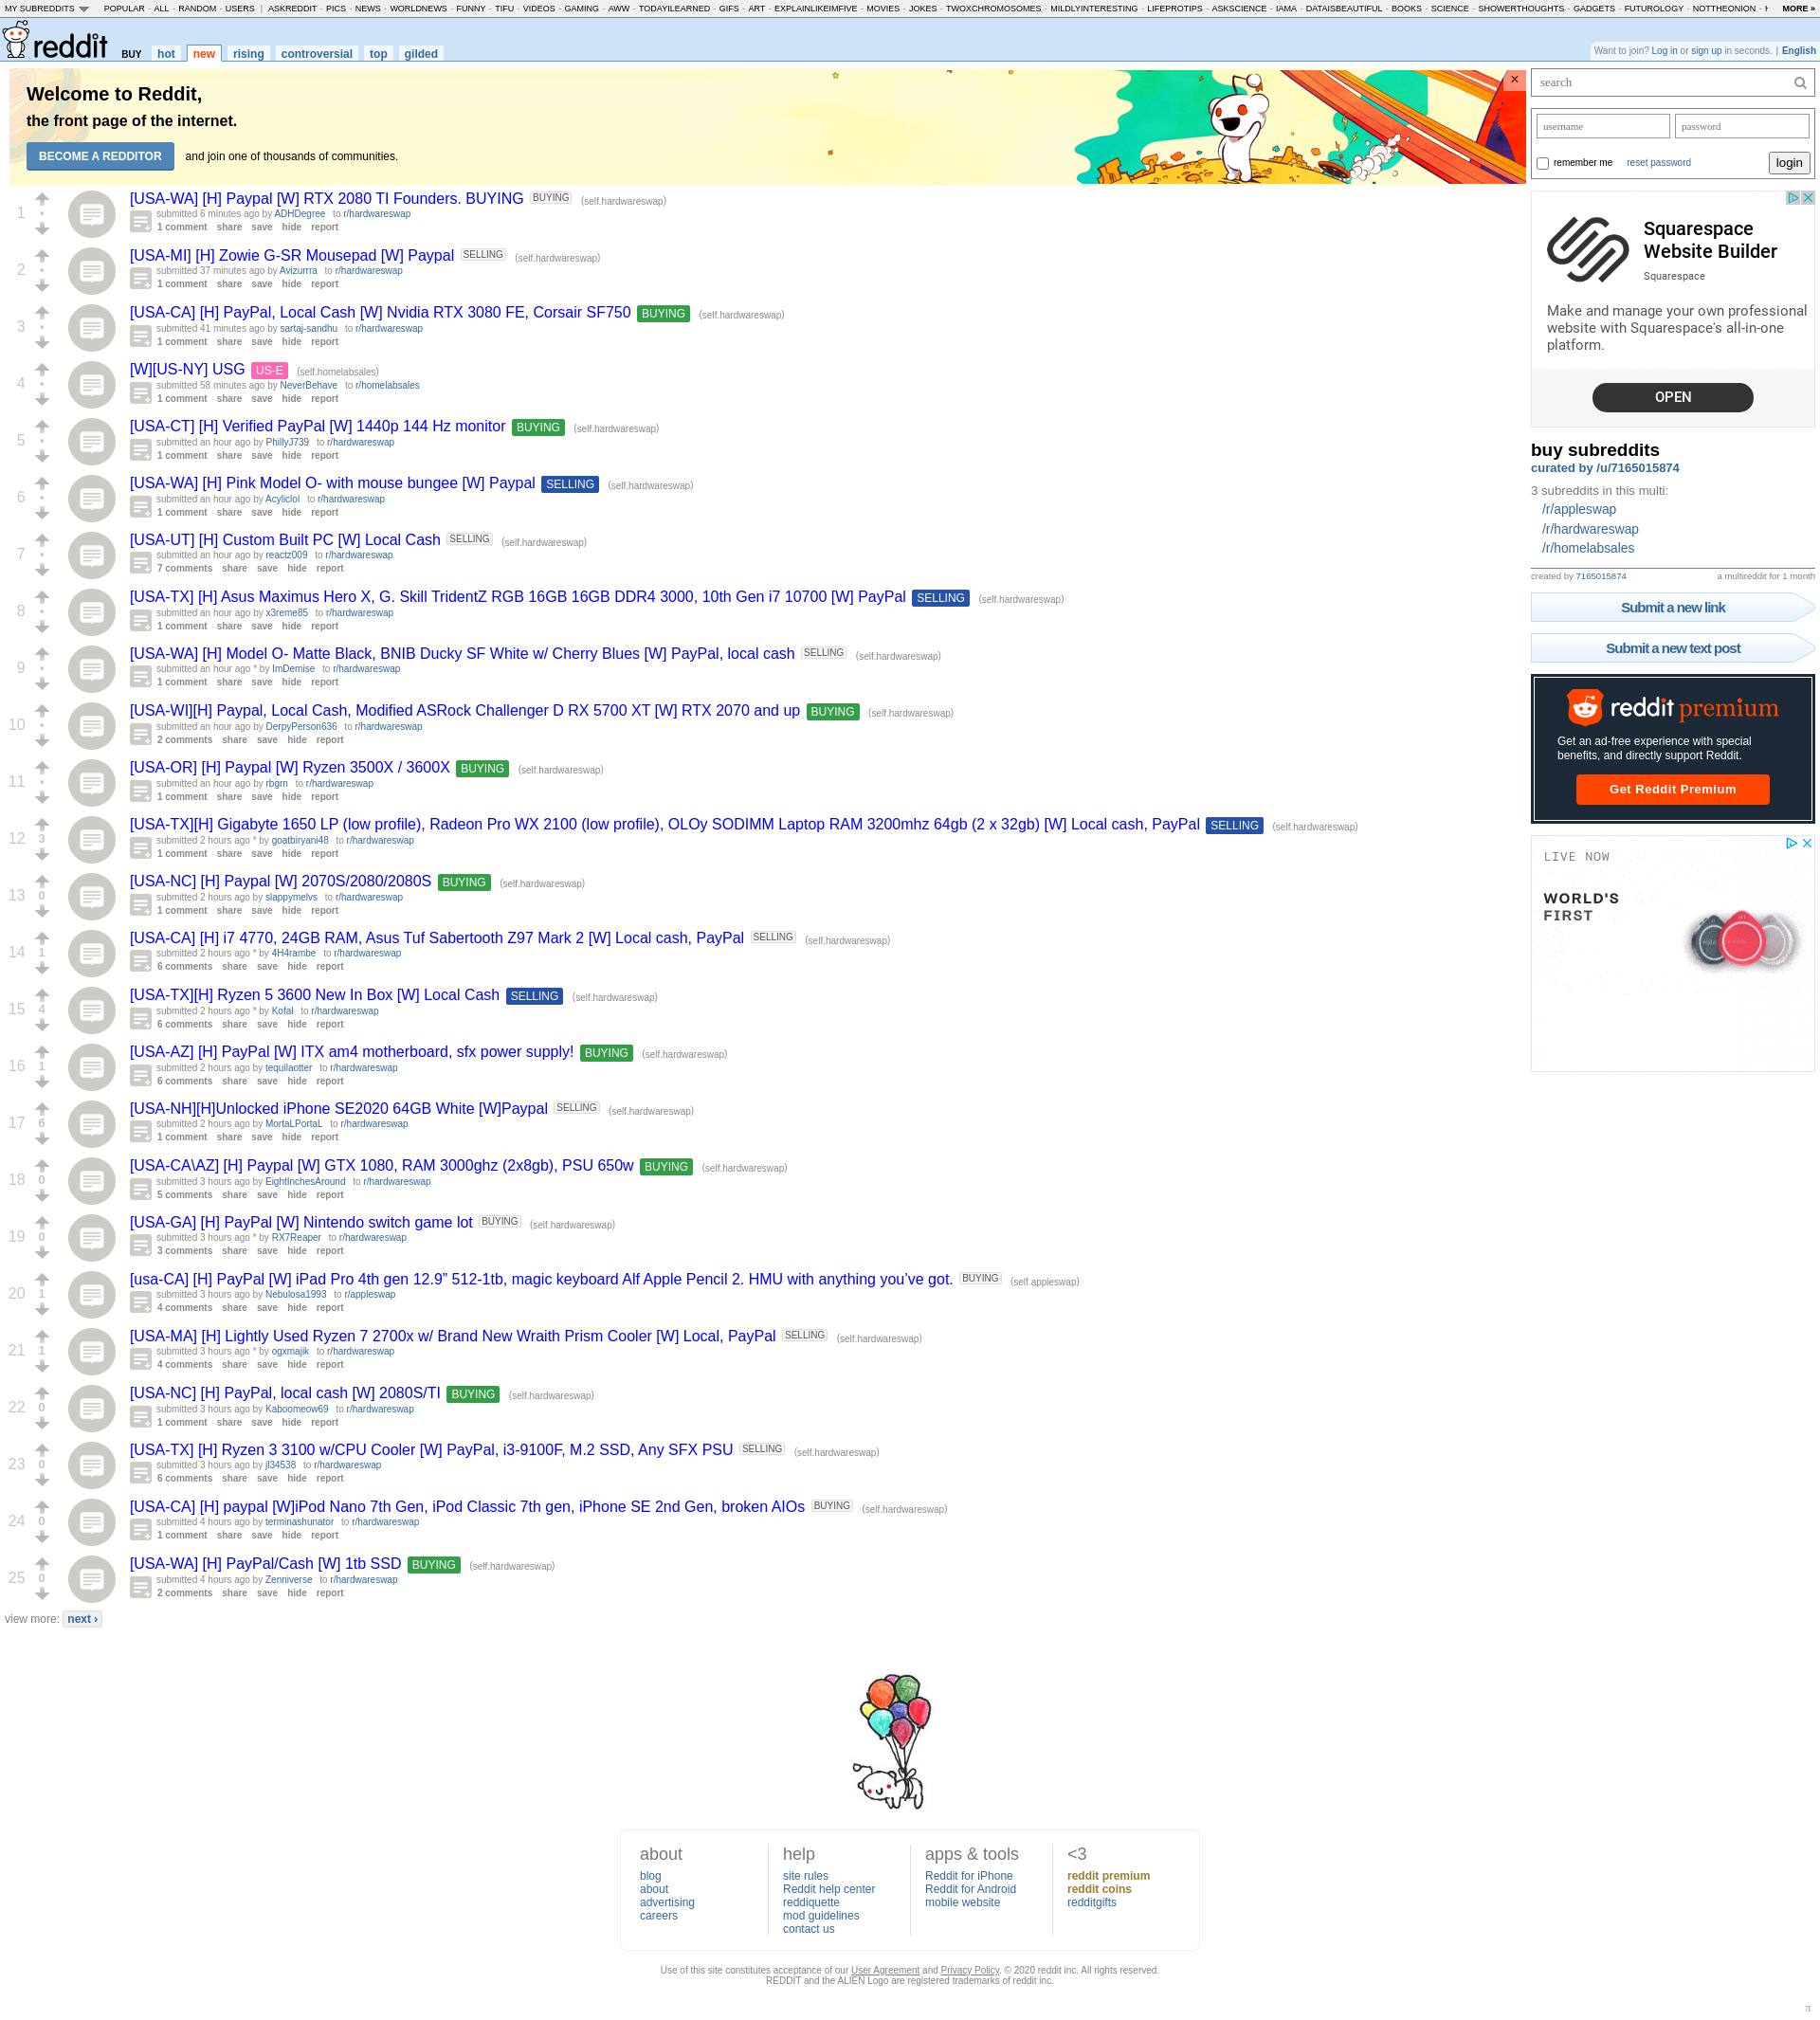 MY SUBREDDITS POPULAR - ALL - RANDOM - USERS | ASKREDDIT - PICS - NEWS - WORLDNEWS - FUNNY - TIFU - VIDEOS - GAMING - AWW - TODAYILEARNED - GIFS - ART - EXPLAINLIKEIMFIVE - MOVIES - JOKES - TWOXCHROMOSOMES - MILDLYINTERESTING - LIFEPROTIPS - ASKSCIENCE - IAMA - DATAISBEAUTIFUL - BOOKS - SCIENCE - SHOWERTHOUGHTS - GADGETS - FUTUROLOGY - NOTTHEONION - MORE »
reddit BUY hot new rising controversial top gilded
Want to join? Log in or sign up in seconds. | English
Welcome to Reddit,
the front page of the internet.
BECOME A REDDITOR and join one of thousands of communities.
1 [USA-WA] [H] Paypal [W] RTX 2080 TI Founders. BUYING BUYING (self.hardwareswap)
submitted 6 minutes ago by ADHDegree to r/hardwareswap
1 comment share save hide report
2 [USA-MI] [H] Zowie G-SR Mousepad [W] Paypal SELLING (self.hardwareswap)
submitted 37 minutes ago by Avizurrra to r/hardwareswap
1 comment share save hide report
3 [USA-CA] [H] PayPal, Local Cash [W] Nvidia RTX 3080 FE, Corsair SF750 BUYING (self.hardwareswap)
submitted 41 minutes ago by sartaj-sandhu to r/hardwareswap
1 comment share save hide report
4 [W][US-NY] USG US-E (self.homelabsales)
submitted 58 minutes ago by NeverBehave to r/homelabsales
1 comment share save hide report
5 [USA-CT] [H] Verified PayPal [W] 1440p 144 Hz monitor BUYING (self.hardwareswap)
submitted an hour ago by PhillyJ739 to r/hardwareswap
1 comment share save hide report
6 [USA-WA] [H] Pink Model O- with mouse bungee [W] Paypal SELLING (self.hardwareswap)
submitted an hour ago by Acyliclol to r/hardwareswap
1 comment share save hide report
7 [USA-UT] [H] Custom Built PC [W] Local Cash SELLING (self.hardwareswap)
submitted an hour ago by reactz009 to r/hardwareswap
7 comments share save hide report
8 [USA-TX] [H] Asus Maximus Hero X, G. Skill TridentZ RGB 16GB 16GB DDR4 3000, 10th Gen i7 10700 [W] PayPal SELLING (self.hardwareswap)
submitted an hour ago by x3reme85 to r/hardwareswap
1 comment share save hide report
9 [USA-WA] [H] Model O- Matte Black, BNIB Ducky SF White w/ Cherry Blues [W] PayPal, local cash SELLING (self.hardwareswap)
submitted an hour ago * by ImDemise to r/hardwareswap
1 comment share save hide report
10 [USA-WI][H] Paypal, Local Cash, Modified ASRock Challenger D RX 5700 XT [W] RTX 2070 and up BUYING (self.hardwareswap)
submitted an hour ago by DerpyPerson636 to r/hardwareswap
2 comments share save hide report
11 [USA-OR] [H] Paypal [W] Ryzen 3500X / 3600X BUYING (self.hardwareswap)
submitted an hour ago by rbgrn to r/hardwareswap
1 comment share save hide report
12 3 [USA-TX][H] Gigabyte 1650 LP (low profile), Radeon Pro WX 2100 (low profile), OLOy SODIMM Laptop RAM 3200mhz 64gb (2 x 32gb) [W] Local cash, PayPal SELLING (self.hardwareswap)
submitted 2 hours ago * by goatbiryani48 to r/hardwareswap
1 comment share save hide report
13 0 [USA-NC] [H] Paypal [W] 2070S/2080/2080S BUYING (self.hardwareswap)
submitted 2 hours ago by slappymelvs to r/hardwareswap
1 comment share save hide report
14 1 [USA-CA] [H] i7 4770, 24GB RAM, Asus Tuf Sabertooth Z97 Mark 2 [W] Local cash, PayPal SELLING (self.hardwareswap)
submitted 2 hours ago * by 4H4rambe to r/hardwareswap
6 comments share save hide report
15 4 [USA-TX][H] Ryzen 5 3600 New In Box [W] Local Cash SELLING (self.hardwareswap)
submitted 2 hours ago * by Kofal to r/hardwareswap
6 comments share save hide report
16 1 [USA-AZ] [H] PayPal [W] ITX am4 motherboard, sfx power supply! BUYING (self.hardwareswap)
submitted 2 hours ago by tequilaotter to r/hardwareswap
6 comments share save hide report
17 6 [USA-NH][H]Unlocked iPhone SE2020 64GB White [W]Paypal SELLING (self.hardwareswap)
submitted 2 hours ago by MortaLPortaL to r/hardwareswap
1 comment share save hide report
18 0 [USA-CA\AZ] [H] Paypal [W] GTX 1080, RAM 3000ghz (2x8gb), PSU 650w BUYING (self.hardwareswap)
submitted 3 hours ago by EightInchesAround to r/hardwareswap
5 comments share save hide report
19 0 [USA-GA] [H] PayPal [W] Nintendo switch game lot BUYING (self.hardwareswap)
submitted 3 hours ago * by RX7Reaper to r/hardwareswap
3 comments share save hide report
20 1 [usa-CA] [H] PayPal [W] iPad Pro 4th gen 12.9” 512-1tb, magic keyboard Alf Apple Pencil 2. HMU with anything you’ve got. BUYING (self.appleswap)
submitted 3 hours ago by Nebulosa1993 to r/appleswap
4 comments share save hide report
21 1 [USA-MA] [H] Lightly Used Ryzen 7 2700x w/ Brand New Wraith Prism Cooler [W] Local, PayPal SELLING (self.hardwareswap)
submitted 3 hours ago * by ogxmajik to r/hardwareswap
4 comments share save hide report
22 0 [USA-NC] [H] PayPal, local cash [W] 2080S/TI BUYING (self.hardwareswap)
submitted 3 hours ago by Kaboomeow69 to r/hardwareswap
1 comment share save hide report
23 0 [USA-TX] [H] Ryzen 3 3100 w/CPU Cooler [W] PayPal, i3-9100F, M.2 SSD, Any SFX PSU SELLING (self.hardwareswap)
submitted 3 hours ago by jl34538 to r/hardwareswap
6 comments share save hide report
24 0 [USA-CA] [H] paypal [W]iPod Nano 7th Gen, iPod Classic 7th gen, iPhone SE 2nd Gen, broken AIOs BUYING (self.hardwareswap)
submitted 4 hours ago by terminashunator to r/hardwareswap
1 comment share save hide report
25 0 [USA-WA] [H] PayPal/Cash [W] 1tb SSD BUYING (self.hardwareswap)
submitted 4 hours ago by Zenniverse to r/hardwareswap
2 comments share save hide report
view more: next ›
search
username password
remember me reset password login
Squarespace
Website Builder
Squarespace
Make and manage your own professional
website with Squarespace's all-in-one
platform.
OPEN
buy subreddits
curated by /u/7165015874
3 subreddits in this multi:
/r/appleswap
/r/hardwareswap
/r/homelabsales
created by 7165015874 a multireddit for 1 month
Submit a new link
Submit a new text post
reddit premium
Get an ad-free experience with special
benefits, and directly support Reddit.
Get Reddit Premium
LIVE NOW
WORLD'S
FIRST
about help apps & tools <3
blog site rules Reddit for iPhone reddit premium
about Reddit help center Reddit for Android reddit coins
advertising reddiquette mobile website redditgifts
careers mod guidelines
contact us
Use of this site constitutes acceptance of our User Agreement and Privacy Policy. © 2020 reddit inc. All rights reserved.
REDDIT and the ALIEN Logo are registered trademarks of reddit inc.
π